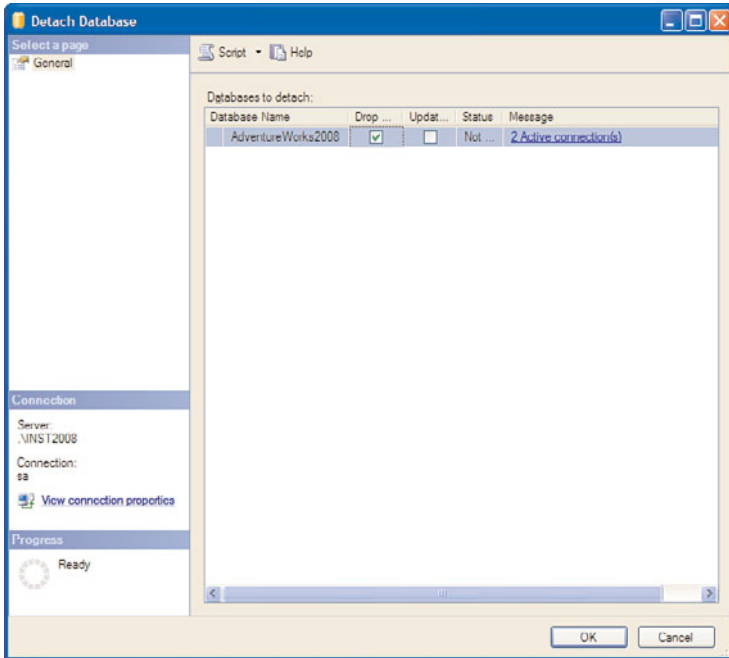 Detach Database
Select a page
General
Script
Help
Databases to detach:
Database Name Drop ... Updat... Status Message
AdventureWorks2008 Not ... 2 Active connection(s)
Connection
Server:
.\INST2008
Connection:
sa
View connection properties
Progress
Ready
OK
Cancel